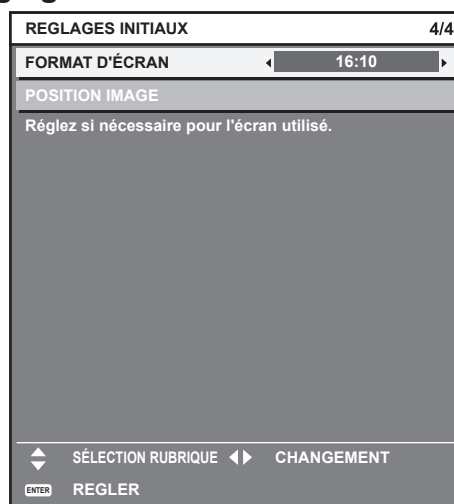 REGLAGES INITIAUX 4/4
FORMAT D'ÉCRAN 16:10
POSITION IMAGE
Réglez si nécessaire pour l'écran utilisé.
SÉLECTION RUBRIQUE CHANGEMENT
ENTER REGLER